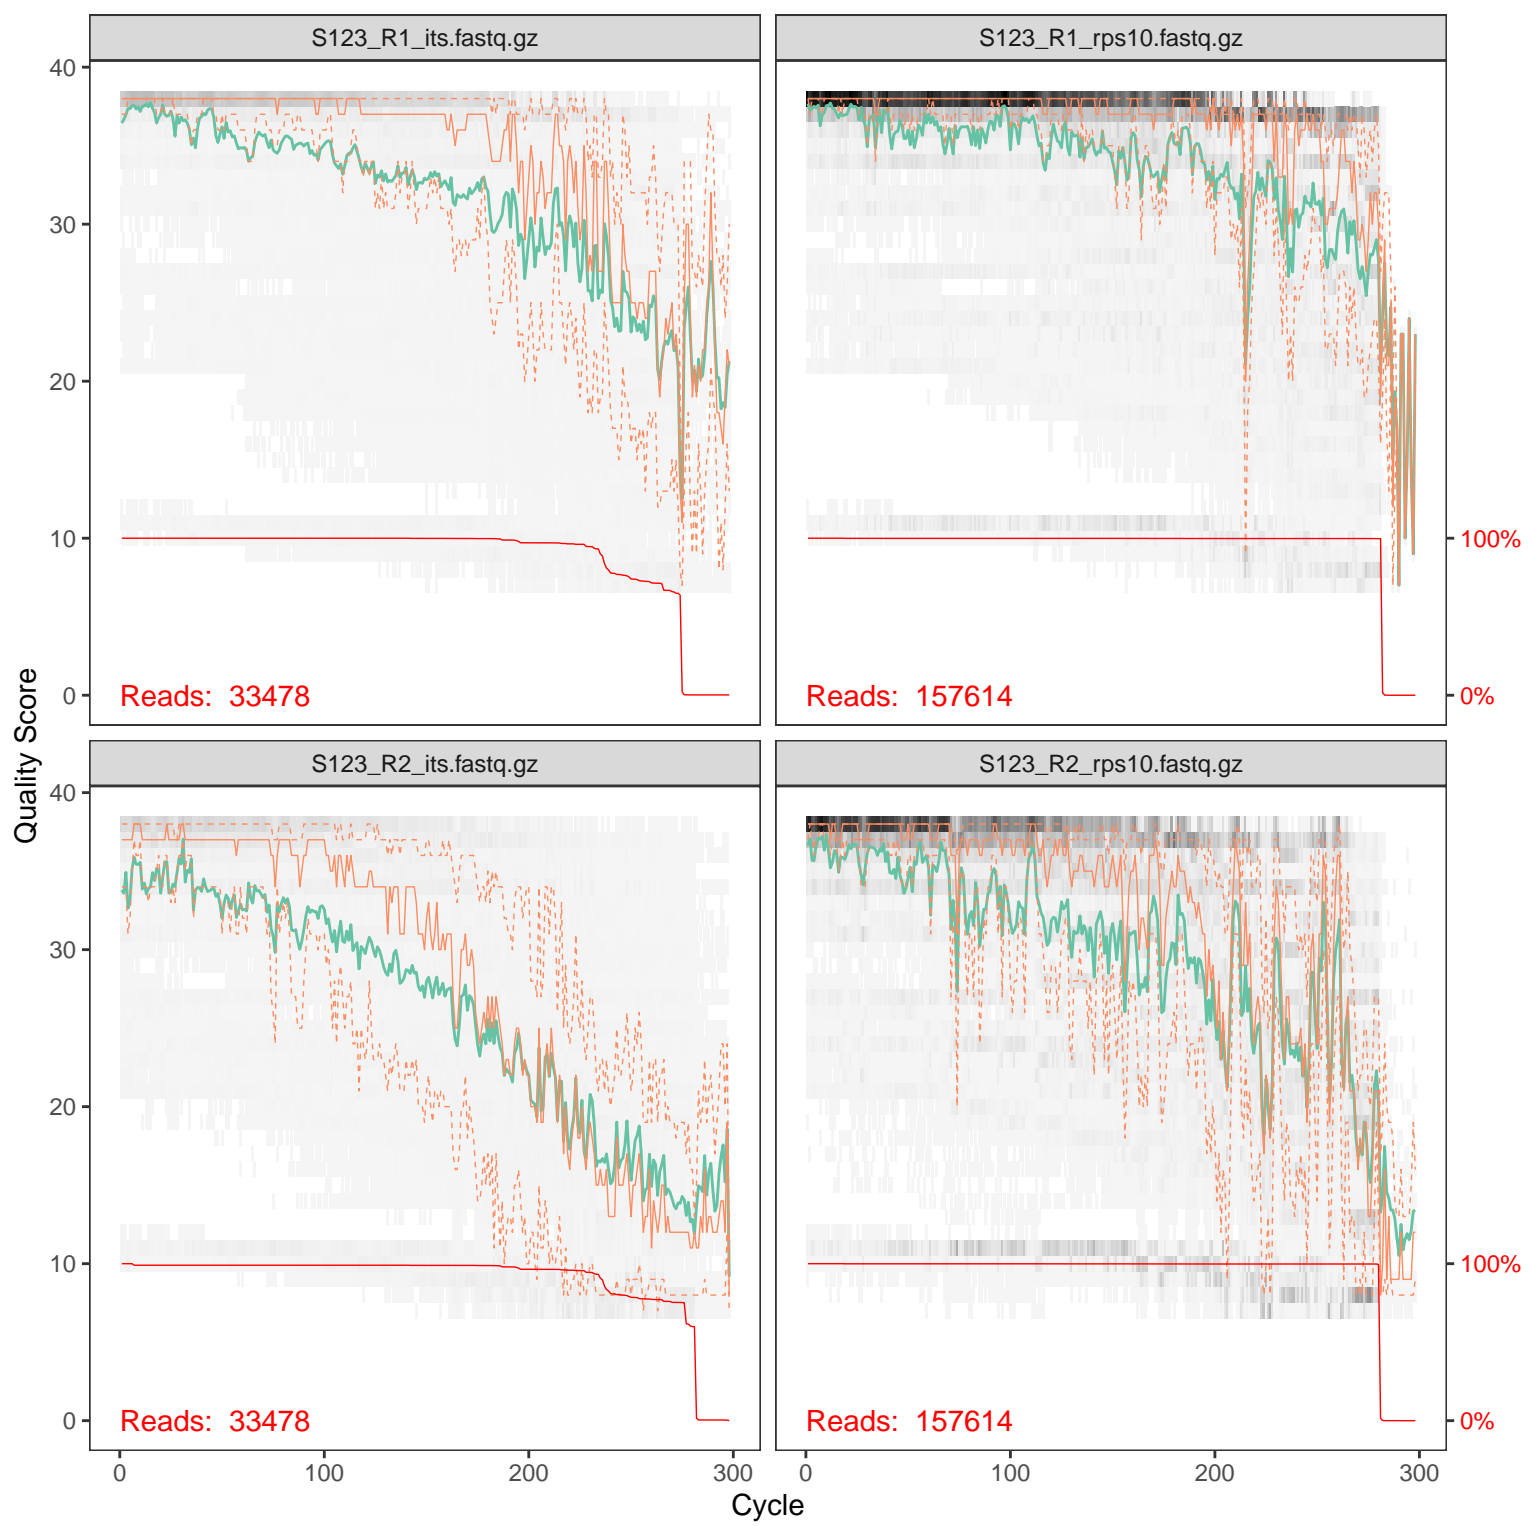 S123_R1_its.fastq.gz
S123_R1_rps10.fastq.gz
40
30
20
10
0
Reads: 33478
Reads: 157614
100%
0%
Quality Score
S123_R2_its.fastq.gz
S123_R2_rps10.fastq.gz
40
30
20
10
0
Reads: 33478
Reads: 157614
100%
0%
0 100 200 300
0 100 200 300
Cycle